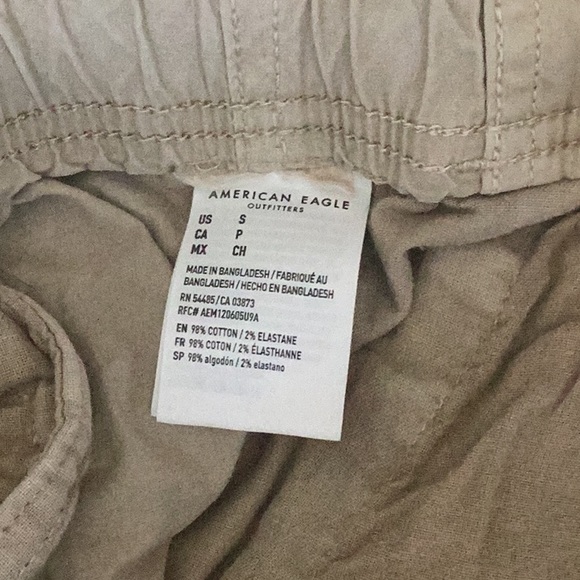 AMERICAN EAGLE
OUTFITTERS
US S
CA P
MX CH
MADE IN BANGLADESH / FABRIQUÉ AU
BANGLADESH / HECHO EN BANGLADESH
RN 54485/CA 03873
RFC# AEM120605U9A
EN 98% COTTON / 2% ELASTANE
FR 98% COTON / 2% ÉLASTHANNE
SP 98% algodón / 2% elastano